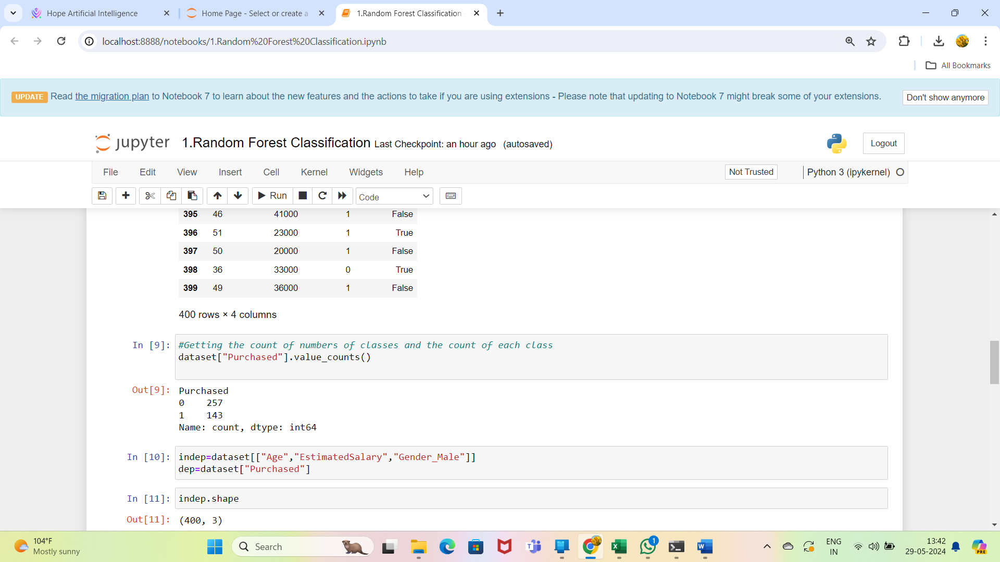 Hope Artificial Intelligence
Home Page - Select or create a
1.Random Forest Classification
localhost:8888/notebooks/1.Random%20Forest%20Classification.ipynb
All Bookmarks
UPDATE Read the migration plan to Notebook 7 to learn about the new features and the actions to take if you are using extensions - Please note that updating to Notebook 7 might break some of your extensions. Don't show anymore
jupyter 1.Random Forest Classification Last Checkpoint: an hour ago (autosaved) Logout
File Edit View Insert Cell Kernel Widgets Help Not Trusted Python 3 (ipykernel)
Run Code
395 46 41000 1 False
396 51 23000 1 True
397 50 20000 1 False
398 36 33000 0 True
399 49 36000 1 False
400 rows × 4 columns
In [9]: #Getting the count of numbers of classes and the count of each class
dataset["Purchased"].value_counts()
Out[9]: Purchased
0 257
1 143
Name: count, dtype: int64
In [10]: indep=dataset[["Age","EstimatedSalary","Gender_Male"]]
dep=dataset["Purchased"]
In [11]: indep.shape
Out[11]: (400, 3)
104°F
Mostly sunny
Search
1
ENG
IN
13:42
29-05-2024
PRE